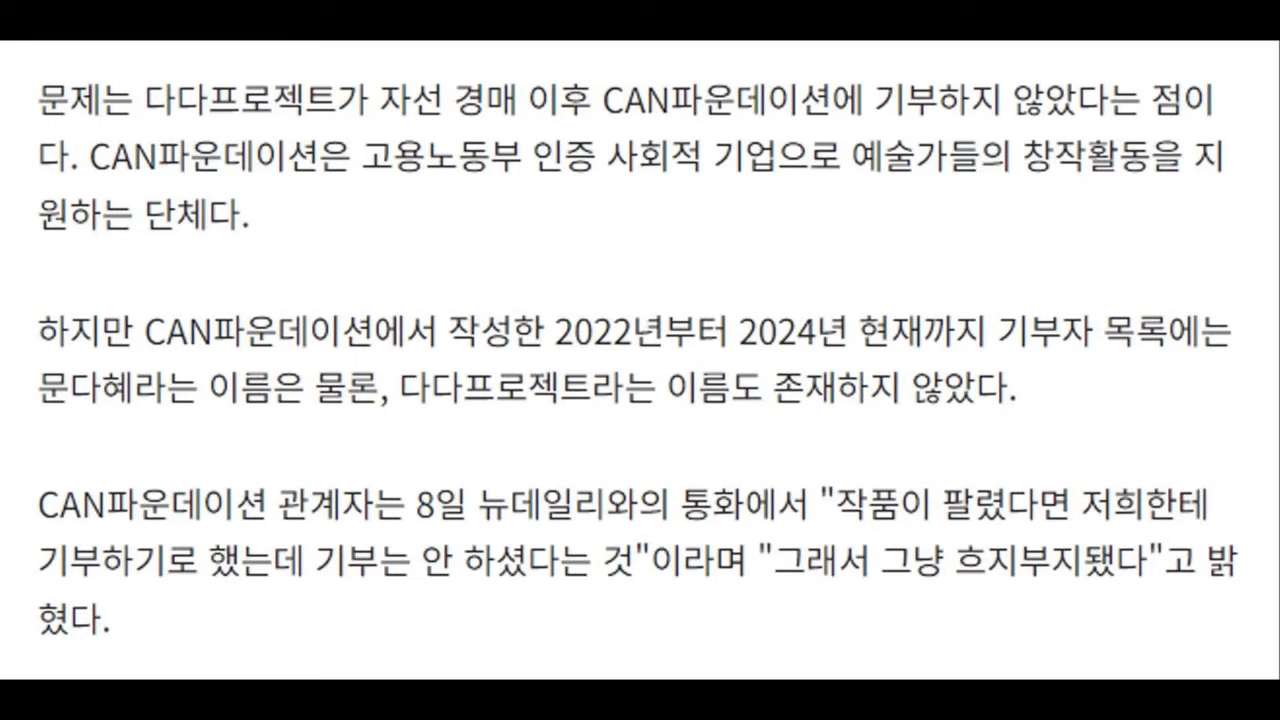 문제는 다다프로젝트가 자선 경매 이후 CAN파운데이션에 기부하지 않았다는 점이
다. CAN파운데이션은 고용노동부 인증 사회적 기업으로 예술가들의 창작활동을 지
원하는 단체다.
하지만 CAN파운데이션에서 작성한 2022년부터 2024년 현재까지 기부자 목록에는
문다혜라는 이름은 물론, 다다프로젝트라는 이름도 존재하지 않았다.
CAN파운데이션 관계자는 8일 뉴데일리와의 통화에서 "작품이 팔렸다면 저희한테
기부하기로 했는데 기부는 안 하셨다는 것"이라며 "그래서 그냥 흐지부지됐다"고 밝
혔다.